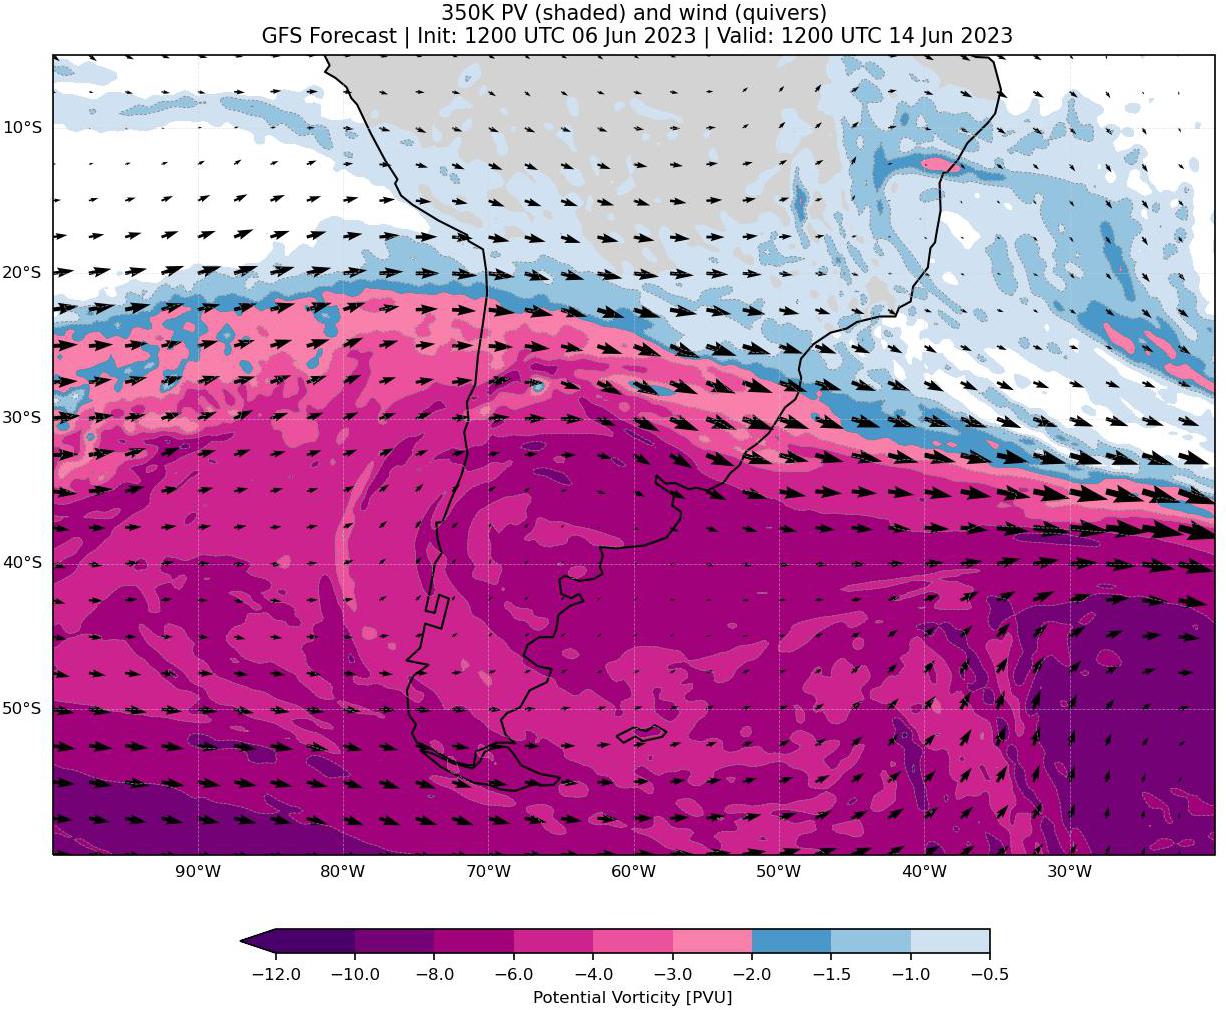 350K PV (shaded) and wind (quivers)
GFS Forecast | Init: 1200 UTC 06 Jun 2023 | Valid: 1200 UTC 14 Jun 2023
10°S
20°S
30°S
40°S
50°S
90°W 80°W 70°W 60°W 50°W 40°W 30°W
−12.0 −10.0 −8.0 −6.0 −4.0 −3.0 −2.0 −1.5 −1.0 −0.5
Potential Vorticity [PVU]